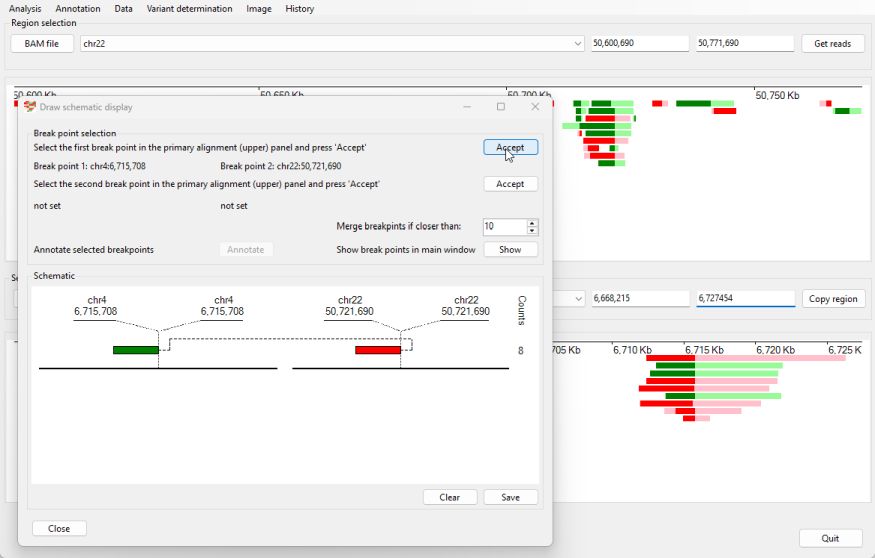 Analysis Annotation Data Variant determination Image History
Region selection
BAM file chr22 50,600,690 50,771,690 Get reads
50,600 Kb 50,650 Kb 50,700 50,750 Kb
Draw schematic display
Break point selection
Select the first break point in the primary alignment (upper) panel and press 'Accept' Accept
Break point 1: chr4:6,715,708 Break point 2: chr22:50,721,690
Select the second break point in the primary alignment (upper) panel and press 'Accept' Accept
not set not set
Merge breakpints if closer than: 10
Annotate selected breakpoints Annotate Show break points in main window Show
Se
Schematic
6,668,215 6,727454 Copy region
chr4 chr4 chr22 chr22 Counts
6,715,708 6,715,708 50,721,690 50,721,690
8
705 Kb 6,710 Kb 6,715 Kb 6,720 Kb 6,725 K
Clear Save
Close
Quit